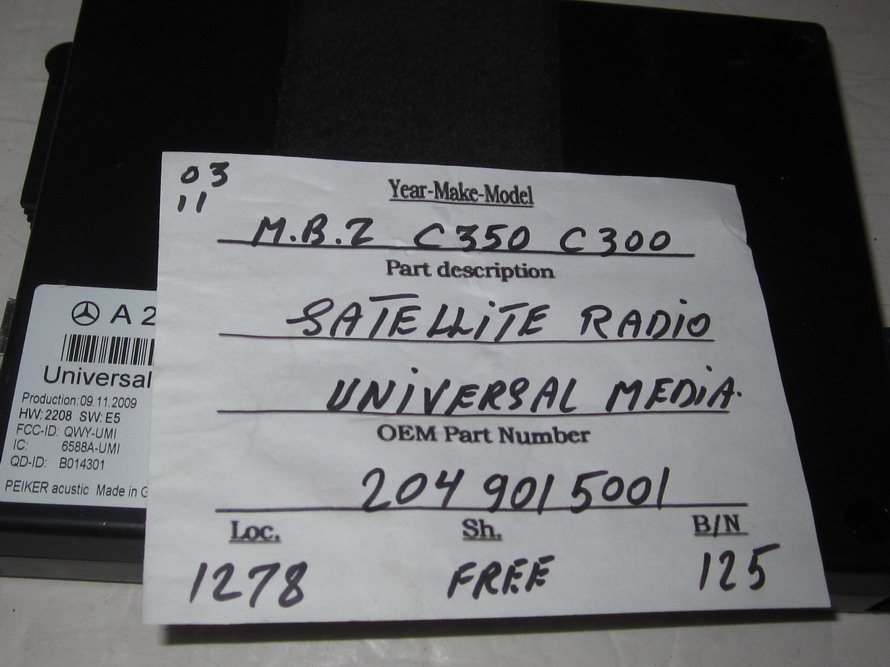 03
11
Year-Make-Model
M.B.Z C350 C300
Part description
SATELLITE RADIO
UNIVERSAL MEDIA.
OEM Part Number
204 901 5001
Loc. Sh. B/N
1278 FREE 125
A 2
Universal
Production:09.11.2009
HW: 2208 SW: E5
FCC-ID: QWY-UMI
IC: 6588A-UMI
QD-ID: B014301
PEIKER acustic Made in G